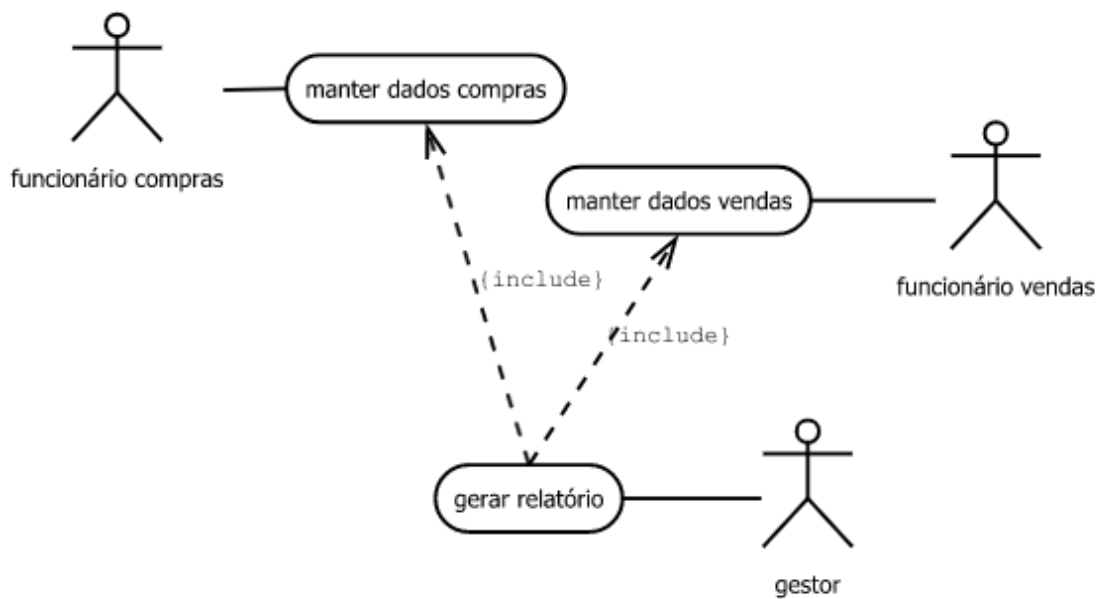 manter dados compras
funcionário compras
manter dados vendas
funcionário vendas
{include}
{include}
gerar relatório
gestor